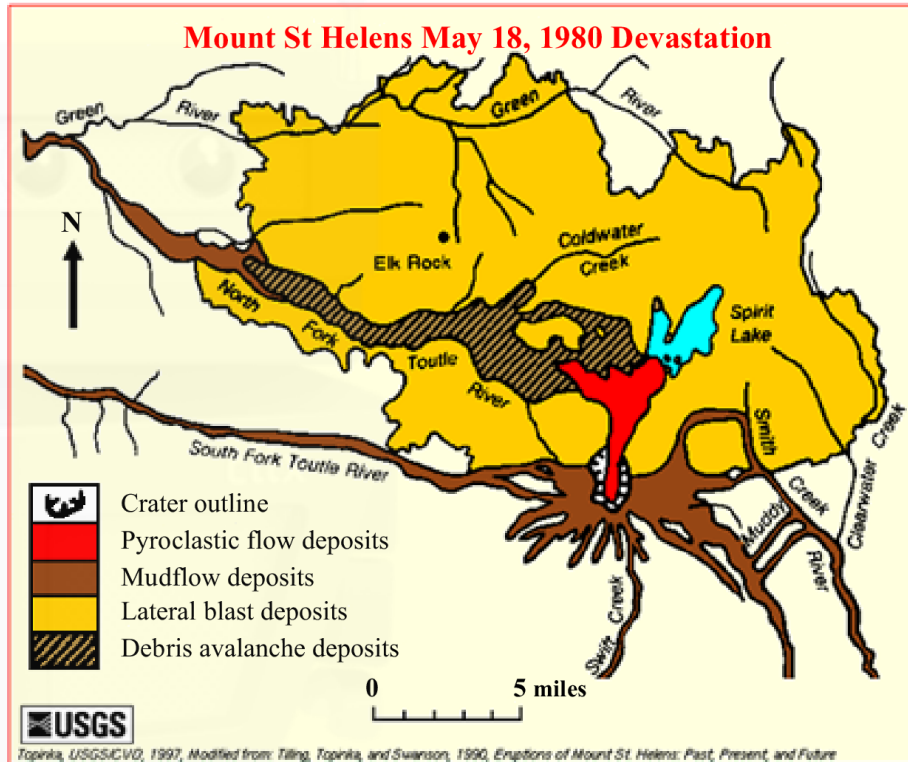 Mount St Helens May 18, 1980 Devastation
Green
River
Green
River
N
Elk Rock
Coldwater
Creek
North
Fork
Toutle
River
Spirit
Lake
South Fork Toutle River
Smith
Creek
Muddy
River
Clearwater Creek
Swift Creek
Crater outline
Pyroclastic flow deposits
Mudflow deposits
Lateral blast deposits
Debris avalanche deposits
0 5 miles
USGS
Topinka, USGS/CVO, 1997, Modified from: Tilling, Topinka, and Swanson, 1990, Eruptions of Mount St. Helens: Past, Present, and Future